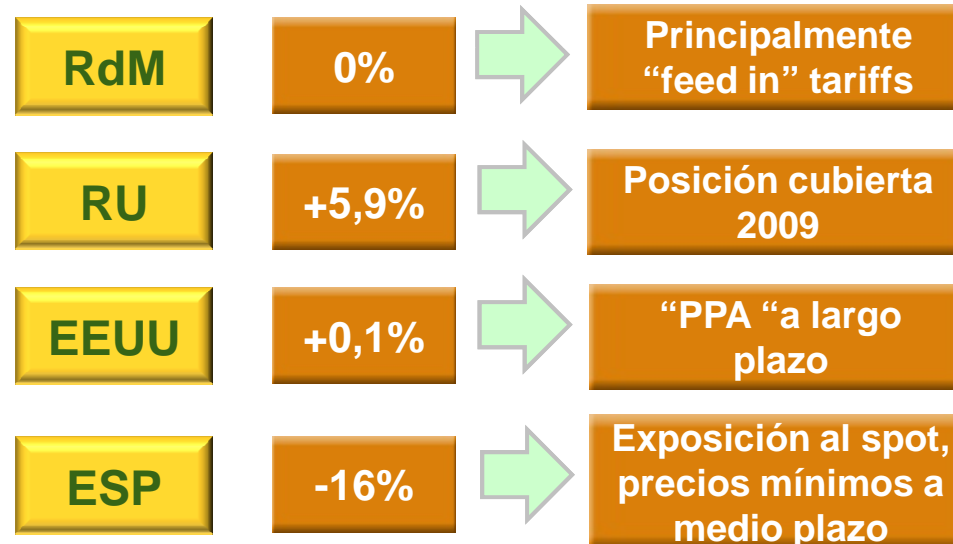 RdM
0%
Principalmente
“feed in” tariffs
RU
+5,9%
Posición cubierta
2009
EEUU
+0,1%
“PPA “a largo
plazo
ESP
-16%
Exposición al spot,
precios mínimos a
medio plazo